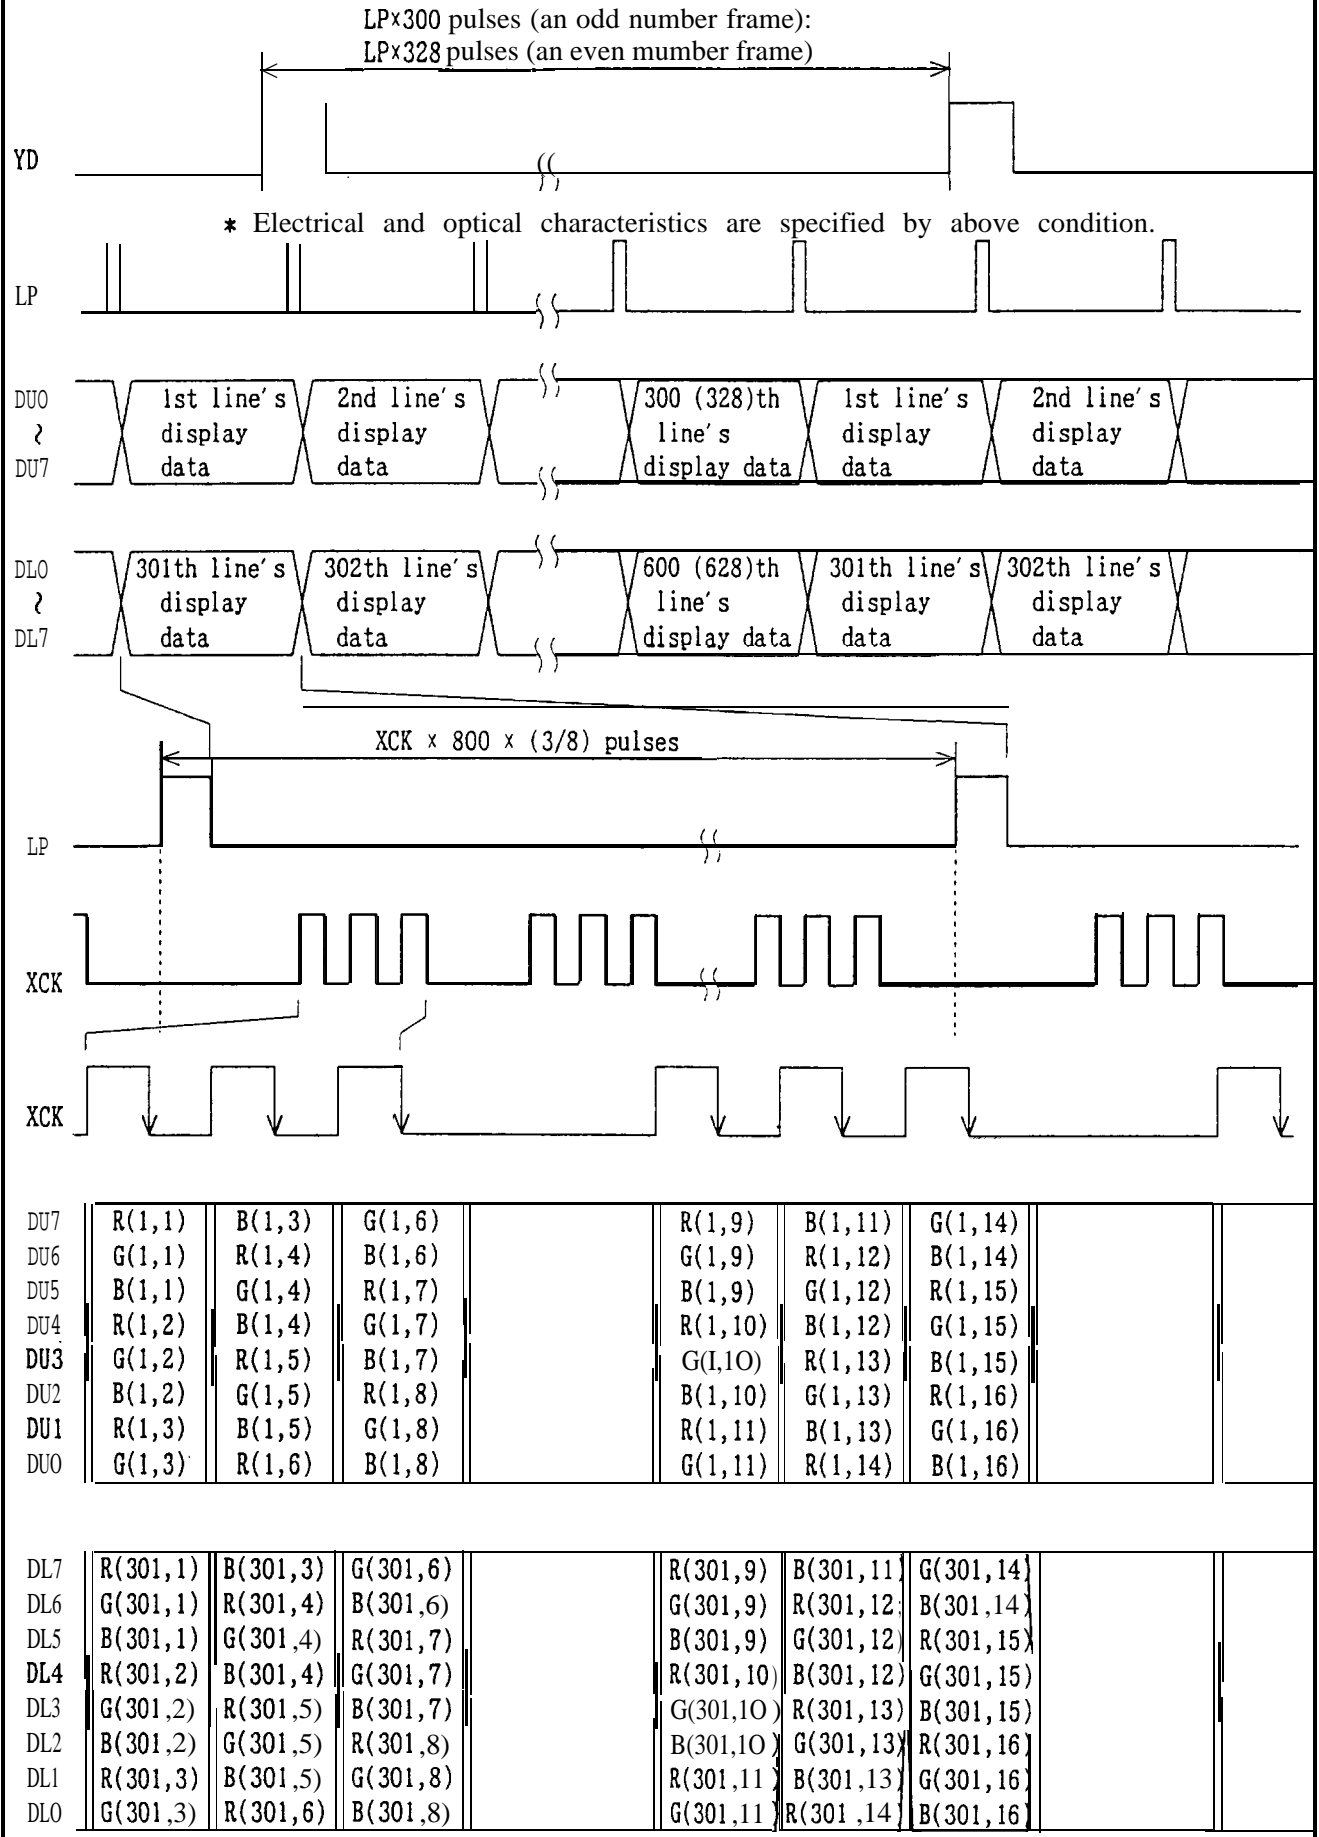 LP×300 pulses (an odd number frame):
LP×328 pulses (an even mumber frame)
YD
* Electrical and optical characteristics are specified by above condition.
LP
DU0 1st line's 2nd line's 300 (328)th 1st line's 2nd line's
~ display display line's display display
DU7 data data display data data data
DL0 301th line's 302th line's 600 (628)th 301th line's 302th line's
~ display display line's display display
DL7 data data display data data data
XCK × 800 × (3/8) pulses
LP
XCK
XCK
DU7 R(1,1) B(1,3) G(1,6) R(1,9) B(1,11) G(1,14)
DU6 G(1,1) R(1,4) B(1,6) G(1,9) R(1,12) B(1,14)
DU5 B(1,1) G(1,4) R(1,7) B(1,9) G(1,12) R(1,15)
DU4 R(1,2) B(1,4) G(1,7) R(1,10) B(1,12) G(1,15)
DU3 G(1,2) R(1,5) B(1,7) G(I,1O) R(1,13) B(1,15)
DU2 B(1,2) G(1,5) R(1,8) B(1,10) G(1,13) R(1,16)
DU1 R(1,3) B(1,5) G(1,8) R(1,11) B(1,13) G(1,16)
DU0 G(1,3) R(1,6) B(1,8) G(1,11) R(1,14) B(1,16)
DL7 R(301,1) B(301,3) G(301,6) R(301,9) B(301,11) G(301,14)
DL6 G(301,1) R(301,4) B(301,6) G(301,9) R(301,12; B(301,14)
DL5 B(301,1) G(301,4) R(301,7) B(301,9) G(301,12) R(301,15)
DL4 R(301,2) B(301,4) G(301,7) R(301,10) B(301,12) G(301,15)
DL3 G(301,2) R(301,5) B(301,7) G(301,1O) R(301,13) B(301,15)
DL2 B(301,2) G(301,5) R(301,8) B(301,1O) G(301,13) R(301,16)
DL1 R(301,3) B(301,5) G(301,8) R(301,11) B(301,13) G(301,16)
DL0 G(301,3) R(301,6) B(301,8) G(301,11) R(301,14) B(301,16)